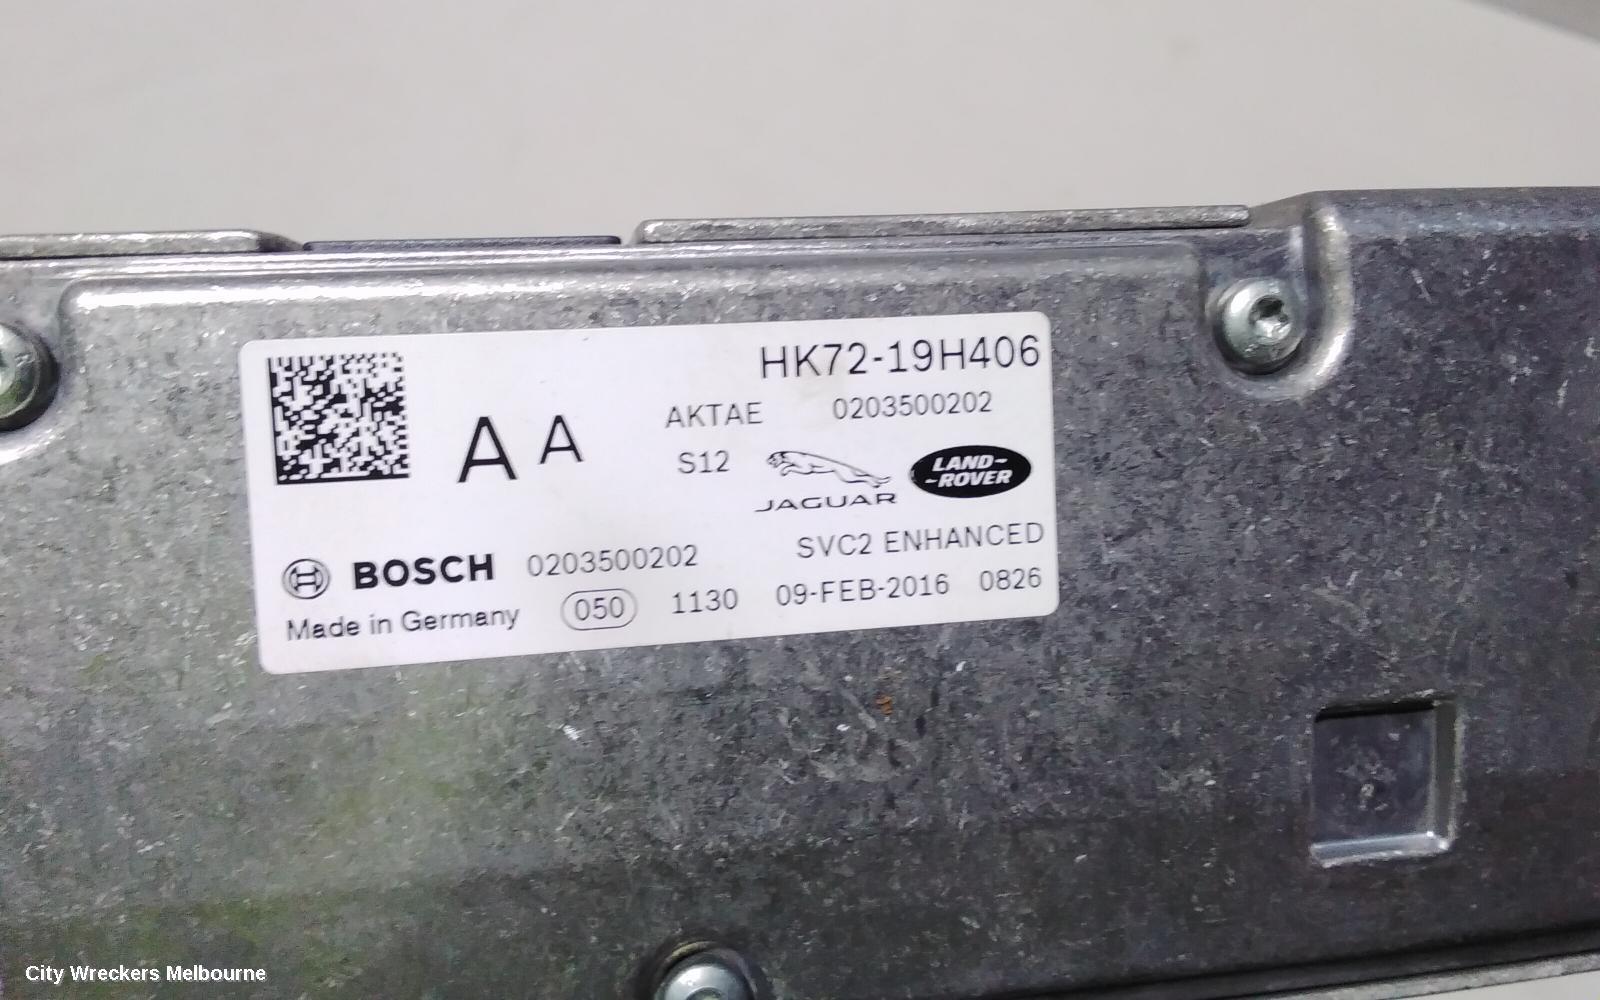 HK72-19H406
A A
AKTAE 0203500202
S12
JAGUAR
LAND-
-ROVER
BOSCH 0203500202
SVC2 ENHANCED
Made in Germany 050 1130 09-FEB-2016 0826
City Wreckers Melbourne